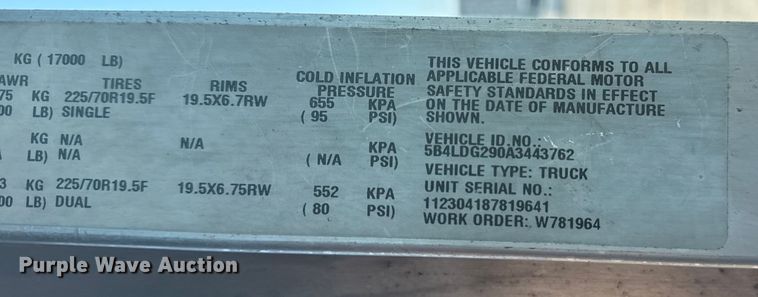 KG ( 17000 LB)
AWR TIRES RIMS COLD INFLATION PRESSURE
75 KG 225/70R19.5F 19.5X6.7RW 655 KPA
00 LB) SINGLE ( 95 PSI)
KG N/A N/A KPA
LB) N/A ( N/A PSI)
3 KG 225/70R19.5F 19.5X6.75RW 552 KPA
00 LB) DUAL ( 80 PSI)
THIS VEHICLE CONFORMS TO ALL
APPLICABLE FEDERAL MOTOR
SAFETY STANDARDS IN EFFECT
ON THE DATE OF MANUFACTURE
SHOWN.
VEHICLE ID.NO.:
5B4LDG290A3443762
VEHICLE TYPE: TRUCK
UNIT SERIAL NO.:
112304187819641
WORK ORDER: W781964
Purple Wave Auction